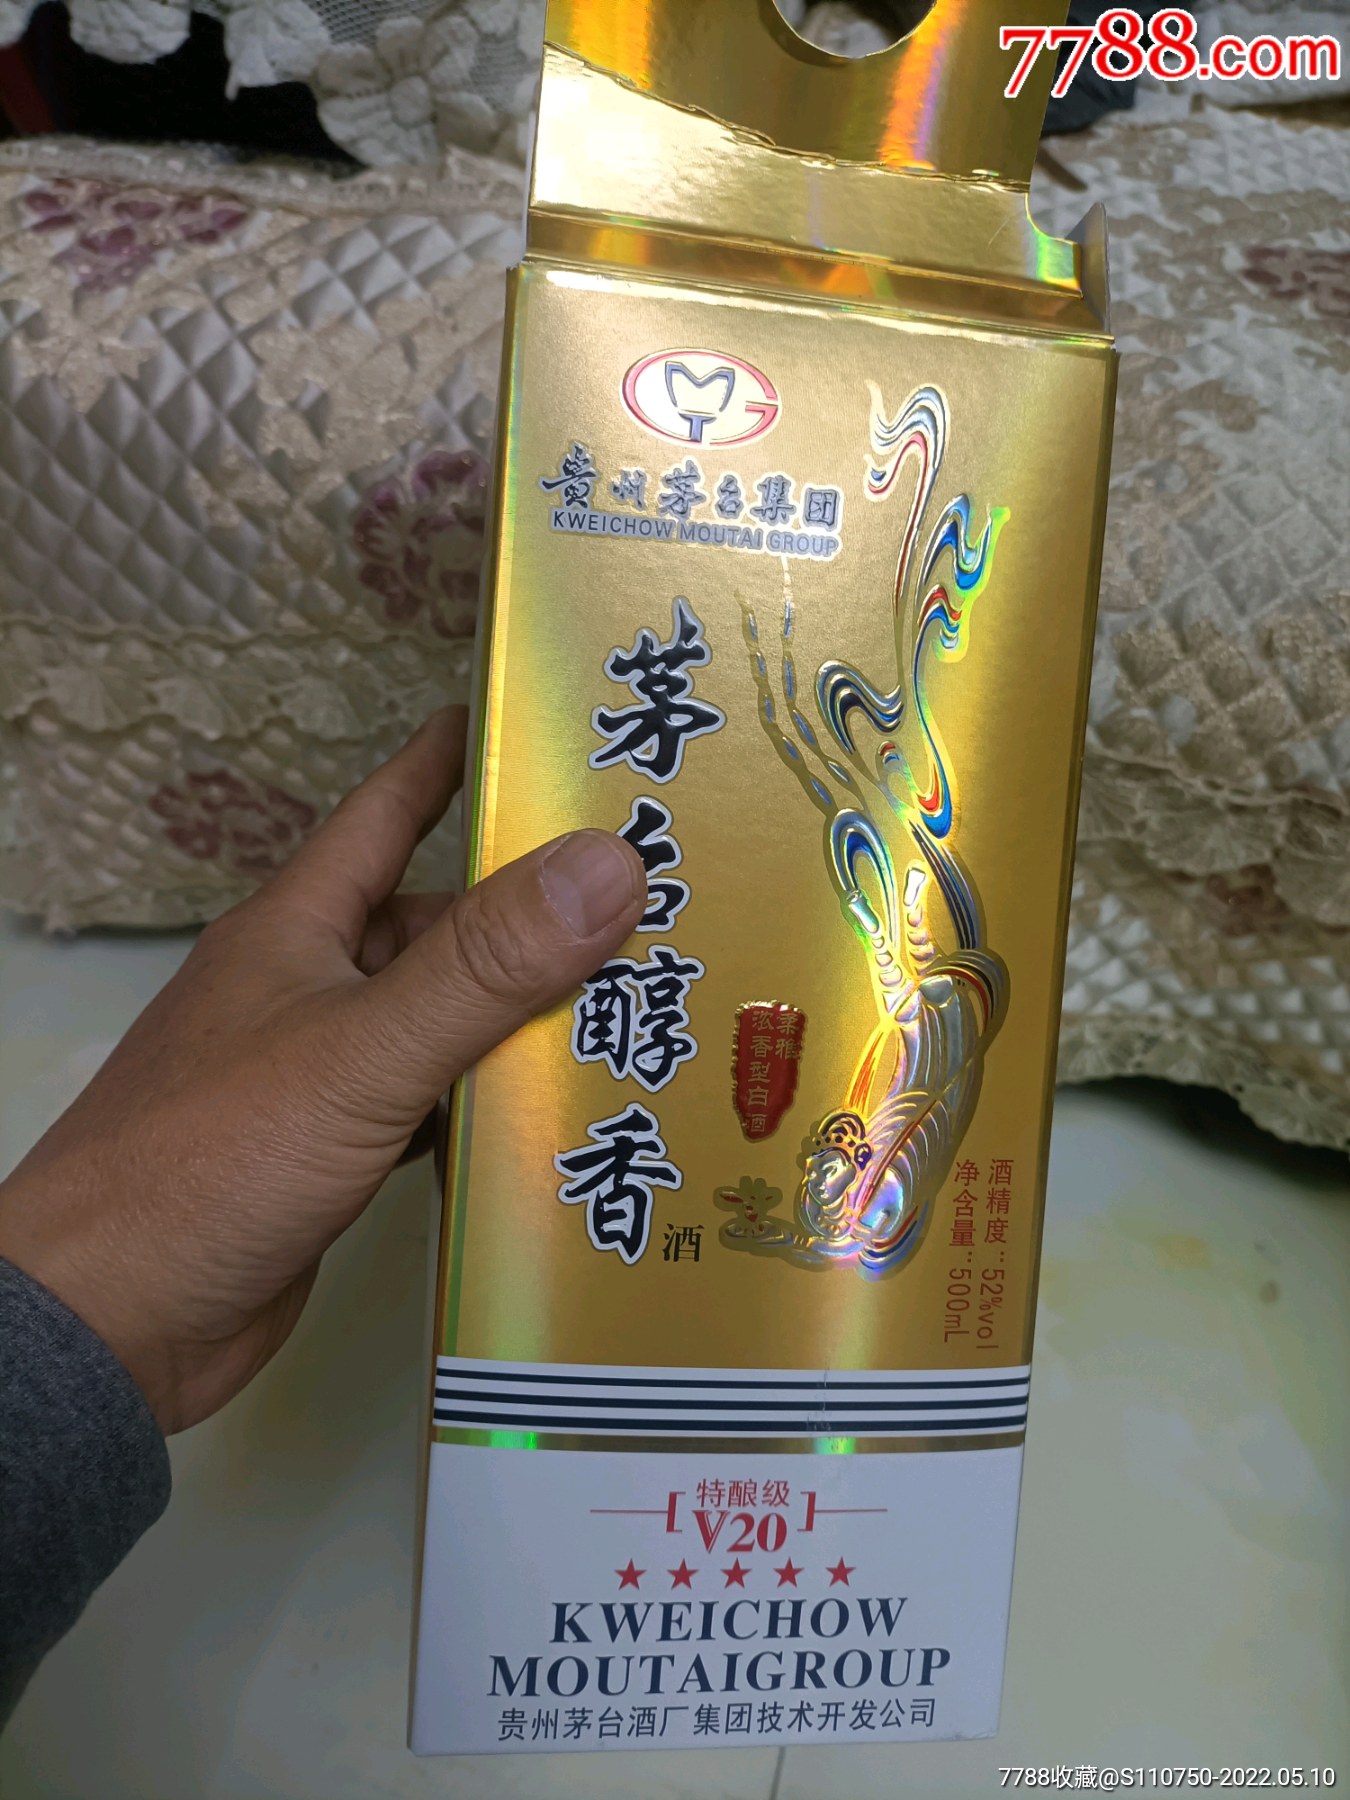 7788.com
MTG
贵州茅台集团
KWEICHOW MOUTAI GROUP
茅台醇香
酒
柔雅
浓香型白酒
酒精度：52%vol
净含量：500mL
特酿级
V20
KWEICHOW
MOUTAIGROUP
贵州茅台酒厂集团技术开发公司
7788收藏@S110750-2022.05.10